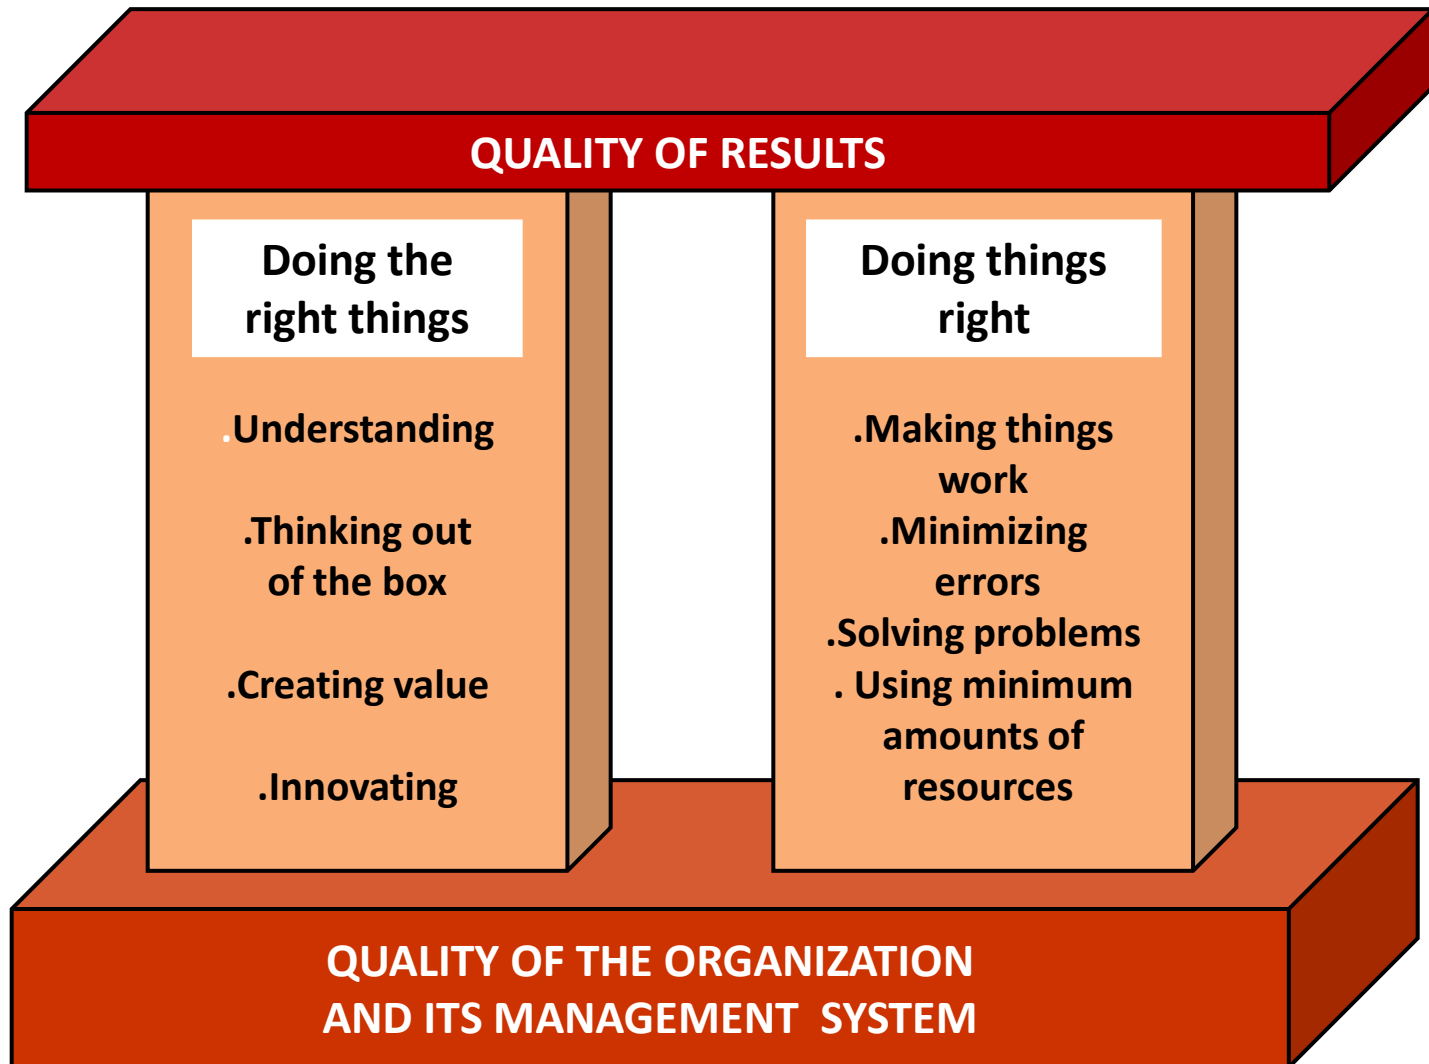 QUALITY OF RESULTS
Doing the
right things
.Understanding
.Thinking out
of the box
.Creating value
.Innovating
Doing things
right
.Making things
work
.Minimizing
errors
.Solving problems
. Using minimum
amounts of
resources
QUALITY OF THE ORGANIZATION
AND ITS MANAGEMENT  SYSTEM